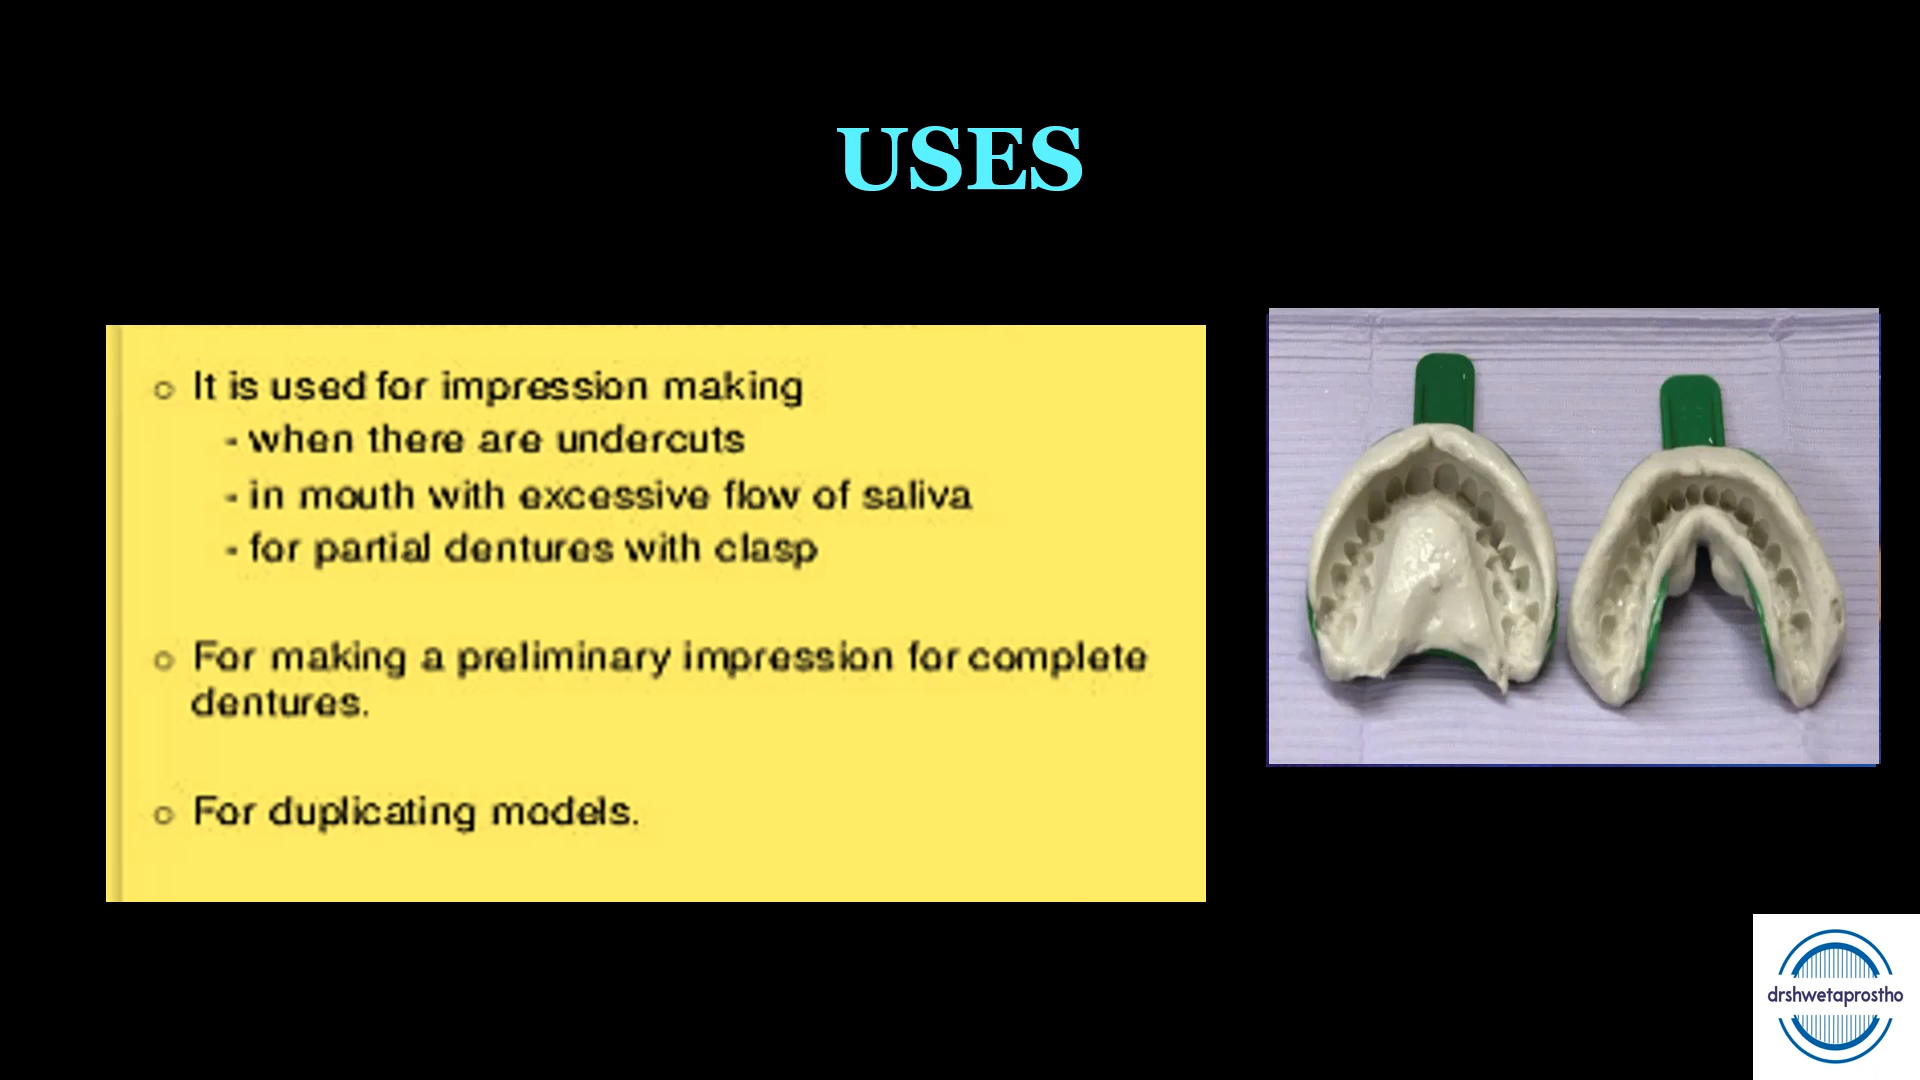 USES
o It is used for impression making
- when there are undercuts
- in mouth with excessive flow of saliva
- for partial dentures with clasp
o For making a preliminary impression for complete
dentures.
o For duplicating models.
drshwetaprostho